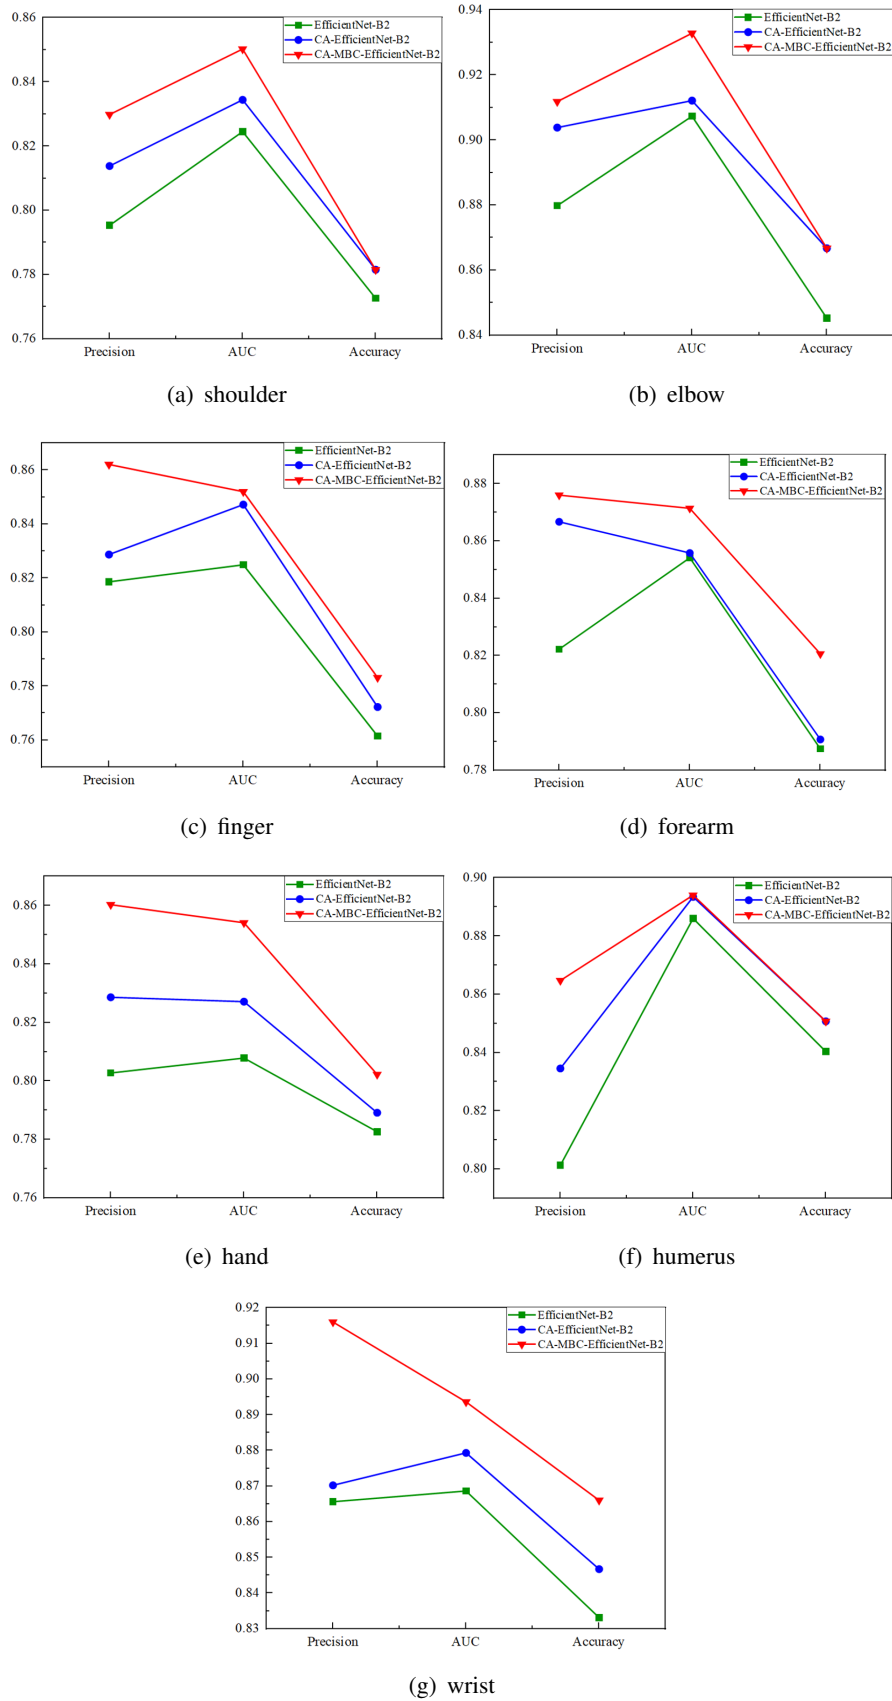 0.86
0.84
0.82
0.80
0.78
0.76
EfficientNet-B2
CA-EfficientNet-B2
CA-MBC-EfficientNet-B2
Precision AUC Accuracy
(a) shoulder
0.94
0.92
0.90
0.88
0.86
0.84
EfficientNet-B2
CA-EfficientNet-B2
CA-MBC-EfficientNet-B2
Precision AUC Accuracy
(b) elbow
0.86
0.84
0.82
0.80
0.78
0.76
EfficientNet-B2
CA-EfficientNet-B2
CA-MBC-EfficientNet-B2
Precision AUC Accuracy
(c) finger
0.88
0.86
0.84
0.82
0.80
0.78
EfficientNet-B2
CA-EfficientNet-B2
CA-MBC-EfficientNet-B2
Precision AUC Accuracy
(d) forearm
0.86
0.84
0.82
0.80
0.78
0.76
EfficientNet-B2
CA-EfficientNet-B2
CA-MBC-EfficientNet-B2
Precision AUC Accuracy
(e) hand
0.90
0.88
0.86
0.84
0.82
0.80
EfficientNet-B2
CA-EfficientNet-B2
CA-MBC-EfficientNet-B2
Precision AUC Accuracy
(f) humerus
0.92
0.91
0.90
0.89
0.88
0.87
0.86
0.85
0.84
0.83
EfficientNet-B2
CA-EfficientNet-B2
CA-MBC-EfficientNet-B2
Precision AUC Accuracy
(g) wrist